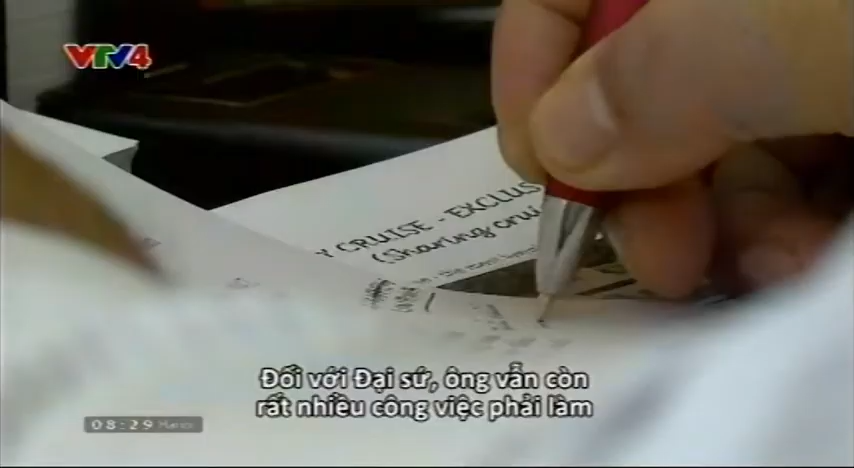 VTV4
Y CRUISE - EXCLUS
(Sharing crui
Đối với Đại sứ, ông vẫn còn
rất nhiều công việc phải làm
08:29 Hanoi